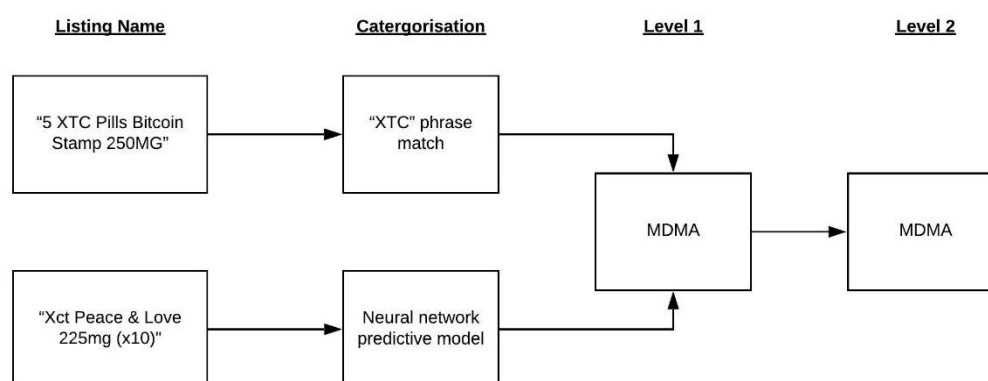 Listing Name
Catergorisation
Level 1
Level 2
“5 XTC Pills Bitcoin
Stamp 250MG”
“XTC” phrase
match
MDMA
MDMA
“Xct Peace & Love
225mg (x10)"
Neural network
predictive model